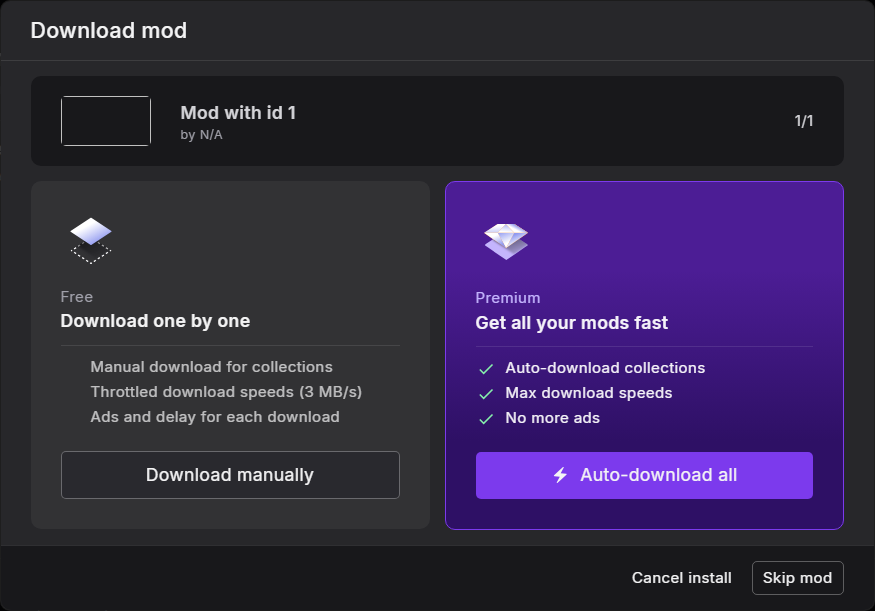 Download mod
Mod with id 1
by N/A
1/1
Free
Download one by one
Manual download for collections
Throttled download speeds (3 MB/s)
Ads and delay for each download
Download manually
Premium
Get all your mods fast
Auto-download collections
Max download speeds
No more ads
Auto-download all
Cancel install
Skip mod